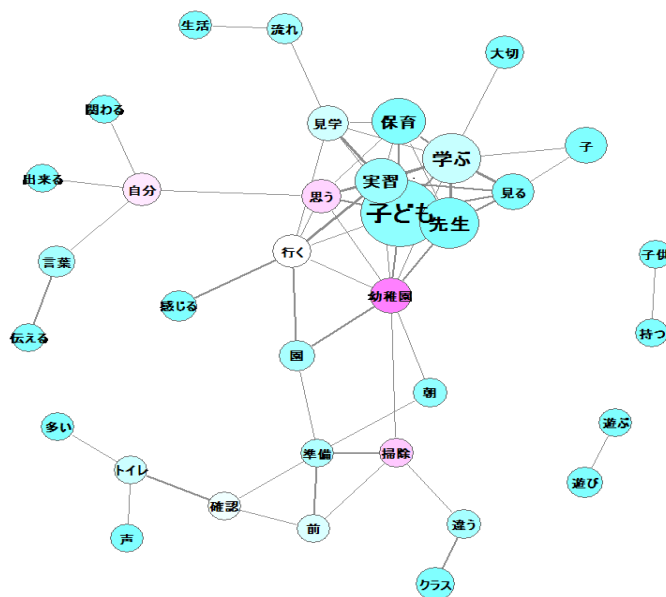 生活
流れ
大切
関わる
見学
保育
学ぶ
子
出来る
自分
思う
実習
見る
子ども
先生
言葉
行く
子供
伝える
感じる
幼稚園
持つ
園
朝
多い
遊ぶ
トイレ
準備
掃除
遊び
確認
前
違う
声
クラス